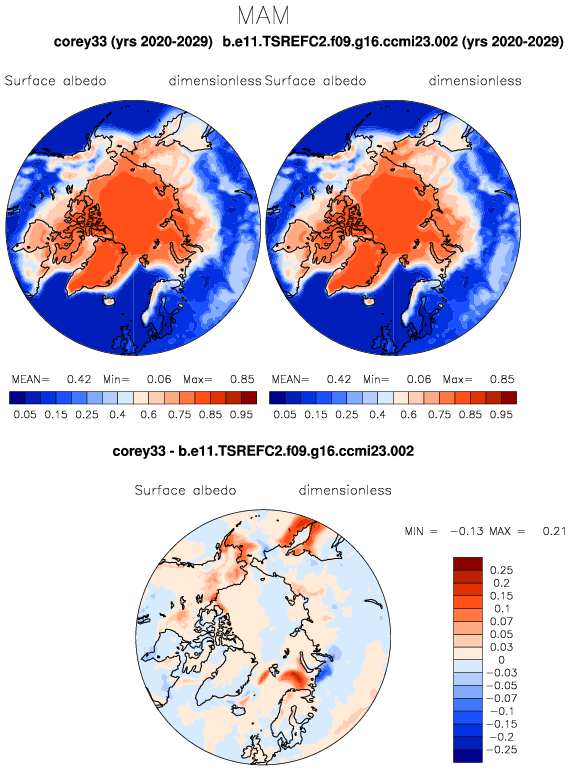 MAM
corey33 (yrs 2020-2029) b.e11.TSREFC2.f09.g16.ccmi23.002 (yrs 2020-2029)
Surface albedo dimensionless Surface albedo dimensionless
MEAN= 0.42 Min= 0.06 Max= 0.85 MEAN= 0.42 Min= 0.06 Max= 0.85
0.05 0.15 0.25 0.4 0.6 0.75 0.85 0.95 0.05 0.15 0.25 0.4 0.6 0.75 0.85 0.95
corey33 - b.e11.TSREFC2.f09.g16.ccmi23.002
Surface albedo dimensionless
MIN = -0.13 MAX = 0.21
0.25
0.2
0.15
0.1
0.07
0.05
0.03
0
-0.03
-0.05
-0.07
-0.1
-0.15
-0.2
-0.25